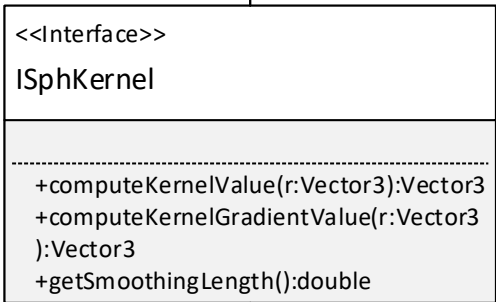 <<Interface>>
ISphKernel
+computeKernelValue(r:Vector3):Vector3
+computeKernelGradientValue(r:Vector3
):Vector3
+getSmoothingLength():double